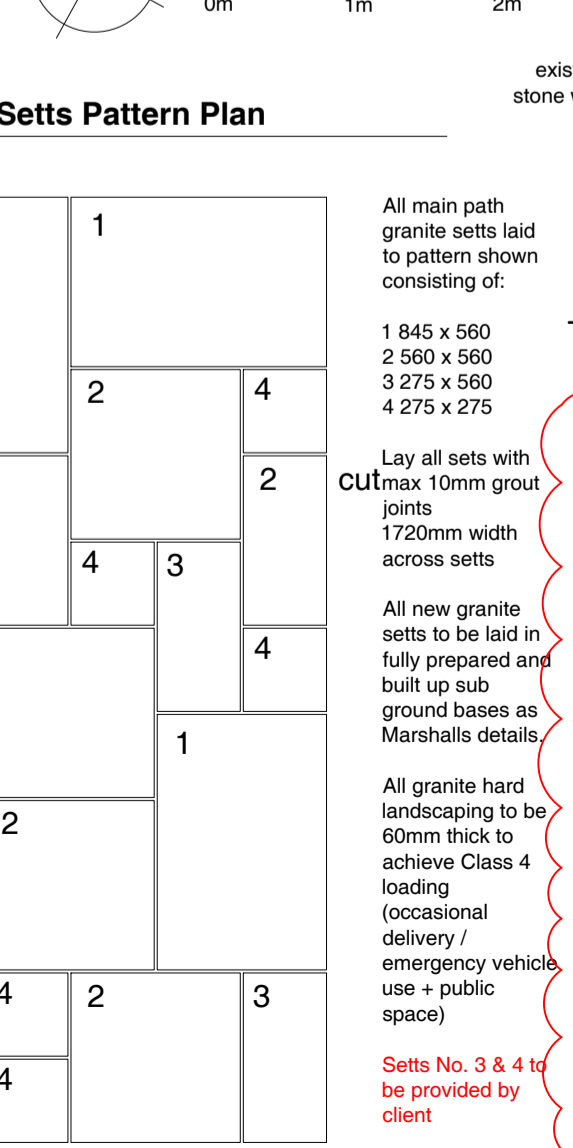 0m 1m 2m
exis
stone
Setts Pattern Plan
1
2
4
2
cut
4
3
4
1
2
4
2
3
4
All main path
granite setts laid
to pattern shown
consisting of:
1 845 x 560
2 560 x 560
3 275 x 560
4 275 x 275
Lay all sets with
max 10mm grout
joints
1720mm width
across setts
All new granite
setts to be laid in
fully prepared and
built up sub
ground bases as
Marshalls details.
All granite hard
landscaping to be
60mm thick to
achieve Class 4
loading
(occasional
delivery /
emergency vehicle
use + public
space)
Setts No. 3 & 4 to
be provided by
client